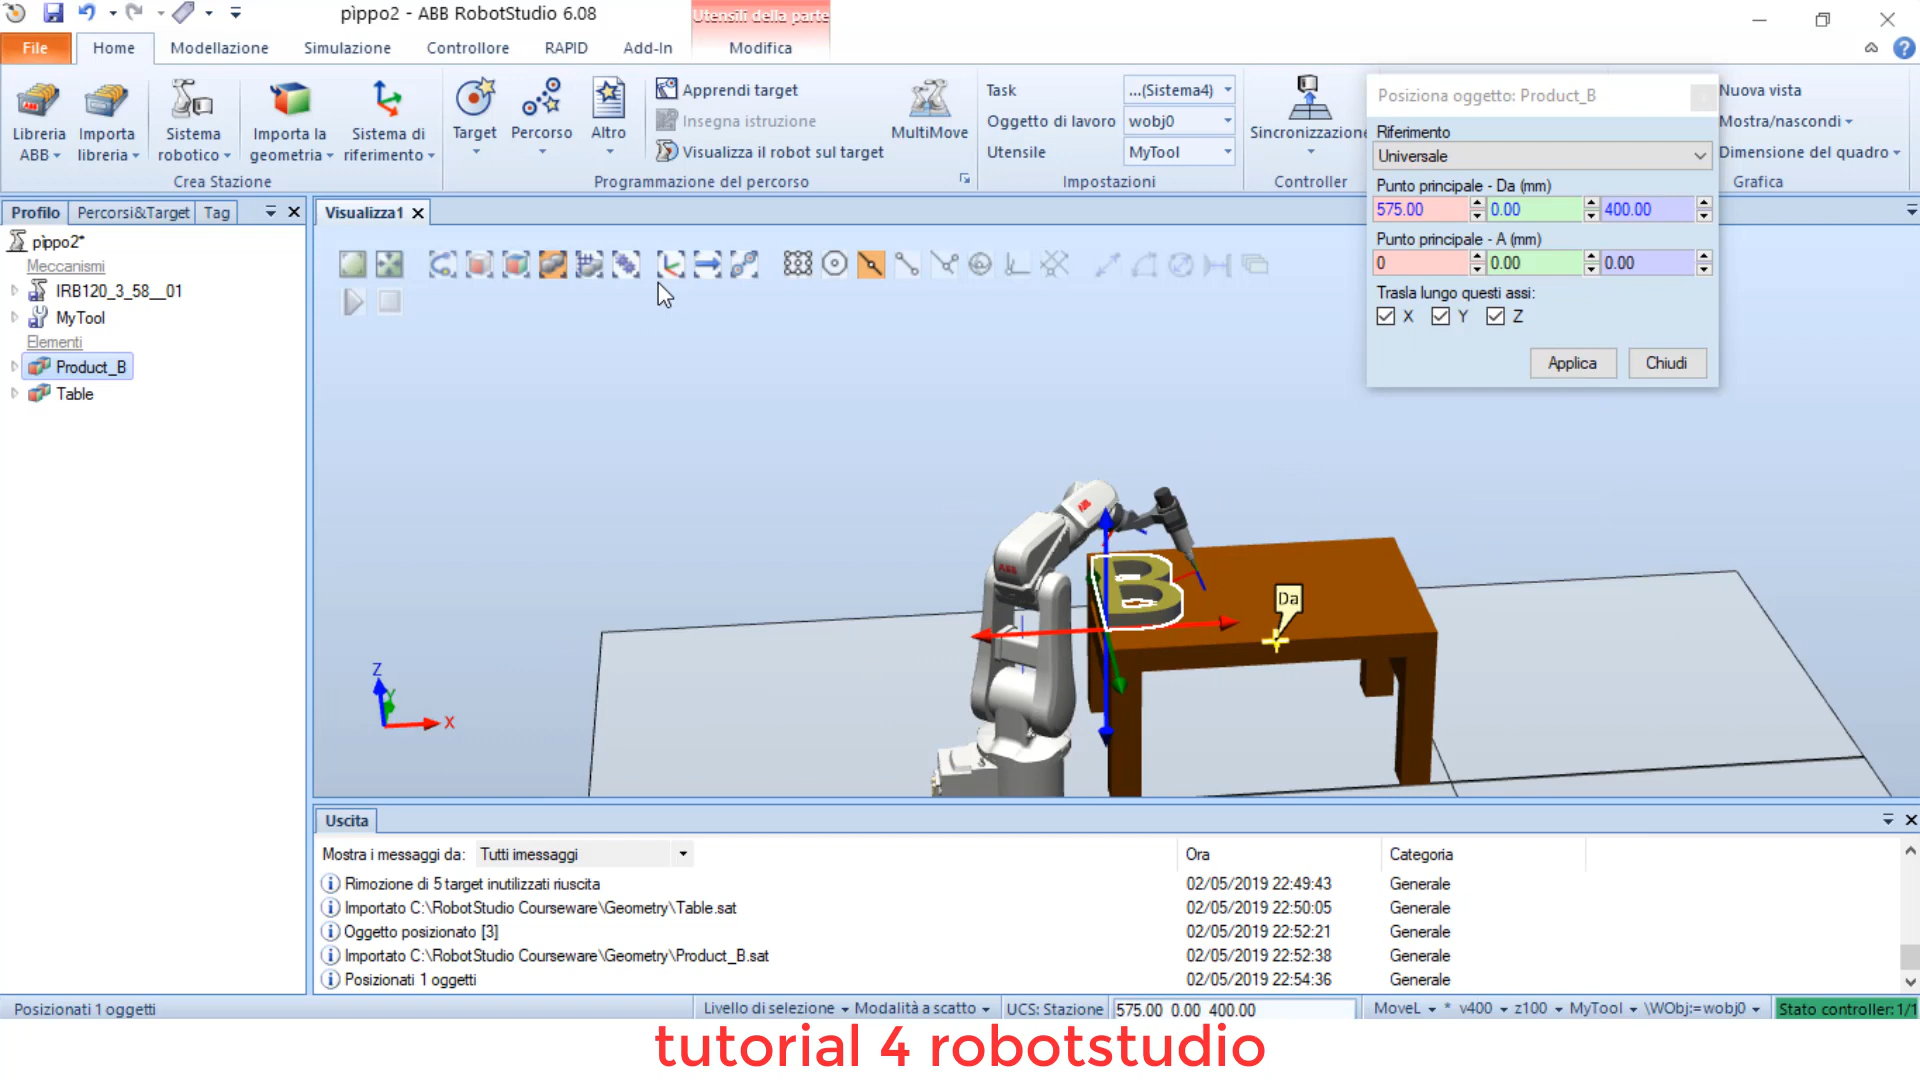 pippo2 - ABB RobotStudio 6.08
Utensili della parte
File Home Modellazione Simulazione Controllore RAPID Add-In Modifica
Libreria ABB
Importa libreria
Sistema robotico
Importa la geometria
Sistema di riferimento
Crea Stazione
Target
Percorso
Altro
Apprendi target
Insegna istruzione
Visualizza il robot sul target
MultiMove
Programmazione del percorso
Task ...(Sistema4)
Oggetto di lavoro wobj0
Utensile MyTool
Impostazioni
Sincronizzazione
Controller
Nuova vista
Mostra/nascondi
Dimensione del quadro
Grafica
Posiziona oggetto: Product_B
Riferimento
Universale
Punto principale - Da (mm)
575.00 0.00 400.00
Punto principale - A (mm)
0 0.00 0.00
Trasla lungo questi assi:
X Y Z
Applica Chiudi
Profilo Percorsi&Target Tag
pippo2*
Meccanismi
IRB120_3_58__01
MyTool
Elementi
Product_B
Table
Visualizza1
ABB
ABB
B
Da
Z
Y
X
Uscita
Mostra i messaggi da: Tutti imessaggi Ora Categoria
Rimozione di 5 target inutilizzati riuscita 02/05/2019 22:49:43 Generale
Importato C:\RobotStudio Courseware\Geometry\Table.sat 02/05/2019 22:50:05 Generale
Oggetto posizionato [3] 02/05/2019 22:52:21 Generale
Importato C:\RobotStudio Courseware\Geometry\Product_B.sat 02/05/2019 22:52:38 Generale
Posizionati 1 oggetti 02/05/2019 22:54:36 Generale
Posizionati 1 oggetti Livello di selezione Modalità a scatto UCS: Stazione 575.00 0.00 400.00 MoveL * v400 z100 MyTool \WObj:=wobj0 Stato controller: 1/1
tutorial 4 robotstudio